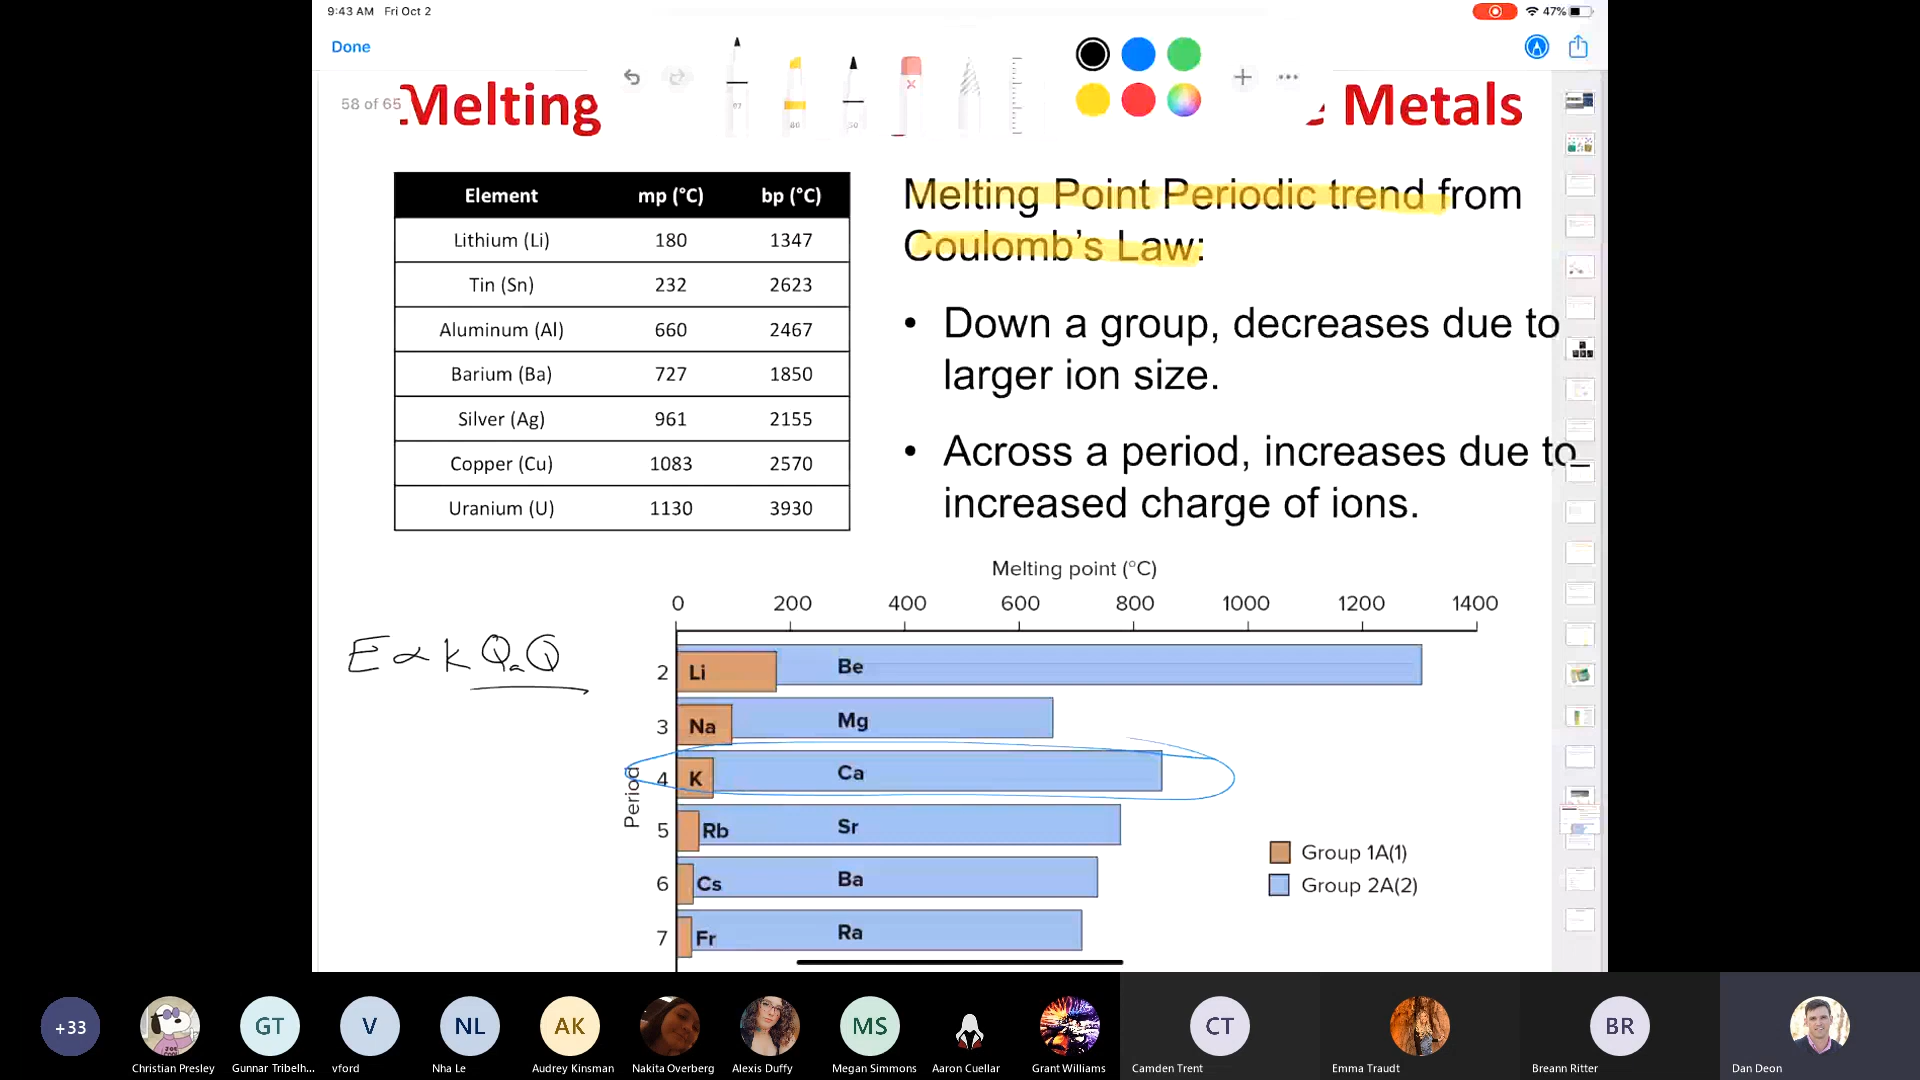 9:43 AM Fri Oct 2
47%
Done
58 of 65
Melting
Metals
97
80
50
Element mp (°C) bp (°C)
Lithium (Li) 180 1347
Tin (Sn) 232 2623
Aluminum (Al) 660 2467
Barium (Ba) 727 1850
Silver (Ag) 961 2155
Copper (Cu) 1083 2570
Uranium (U) 1130 3930
Melting Point Periodic trend from
Coulomb's Law:
• Down a group, decreases due to
larger ion size.
• Across a period, increases due to
increased charge of ions.
E ∝ k Q Q
Melting point (°C)
0 200 400 600 800 1000 1200 1400
Period
2 Li Be
3 Na Mg
4 K Ca
5 Rb Sr
6 Cs Ba
7 Fr Ra
Group 1A(1)
Group 2A(2)
+33
GT V NL AK MS CT BR
Christian Presley Gunnar Tribelh... vford Nha Le Audrey Kinsman Nakita Overberg Alexis Duffy Megan Simmons Aaron Cuellar Grant Williams Camden Trent Emma Traudt Breann Ritter Dan Deon